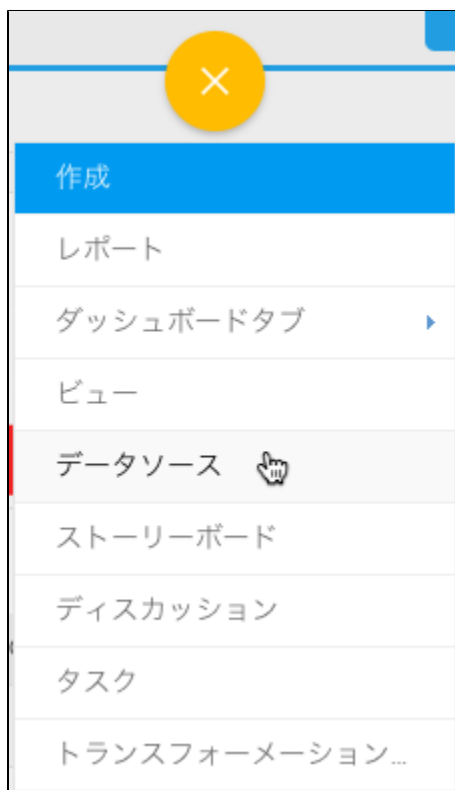 作成
レポート
ダッシュボードタブ
ビュー
データソース
ストーリーボード
ディスカッション
タスク
トランスフォーメーション...